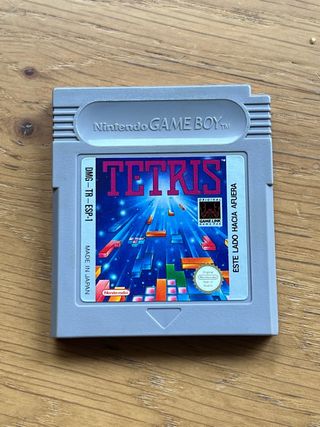 Nintendo GAME BOY TM
TETRIS
DMG-TR-ESP-1
MADE IN JAPAN
ORIGINAL
GAME LINK
ESTE LADO HACIA AFUERA
Nintendo